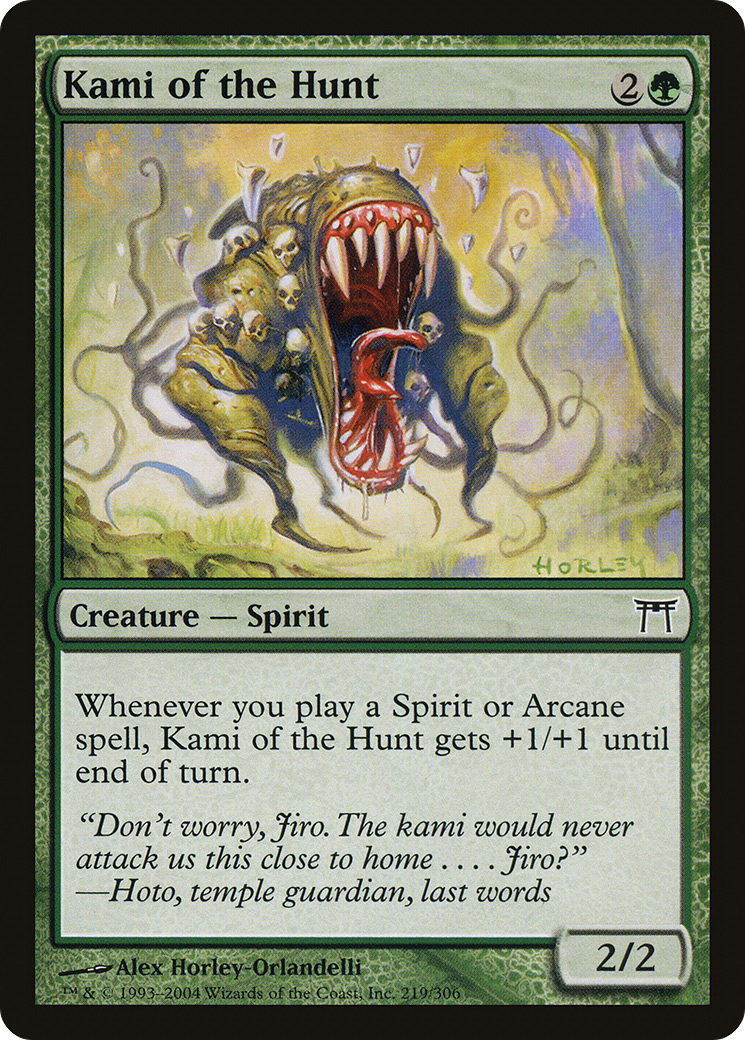 Kami of the Hunt 2
HORLEY
Creature — Spirit
Whenever you play a Spirit or Arcane
spell, Kami of the Hunt gets +1/+1 until
end of turn.
“Don’t worry, Jiro. The kami would never
attack us this close to home . . . . Jiro?”
—Hoto, temple guardian, last words
2/2
Alex Horley-Orlandelli
™ & © 1993–2004 Wizards of the Coast, Inc. 219/306